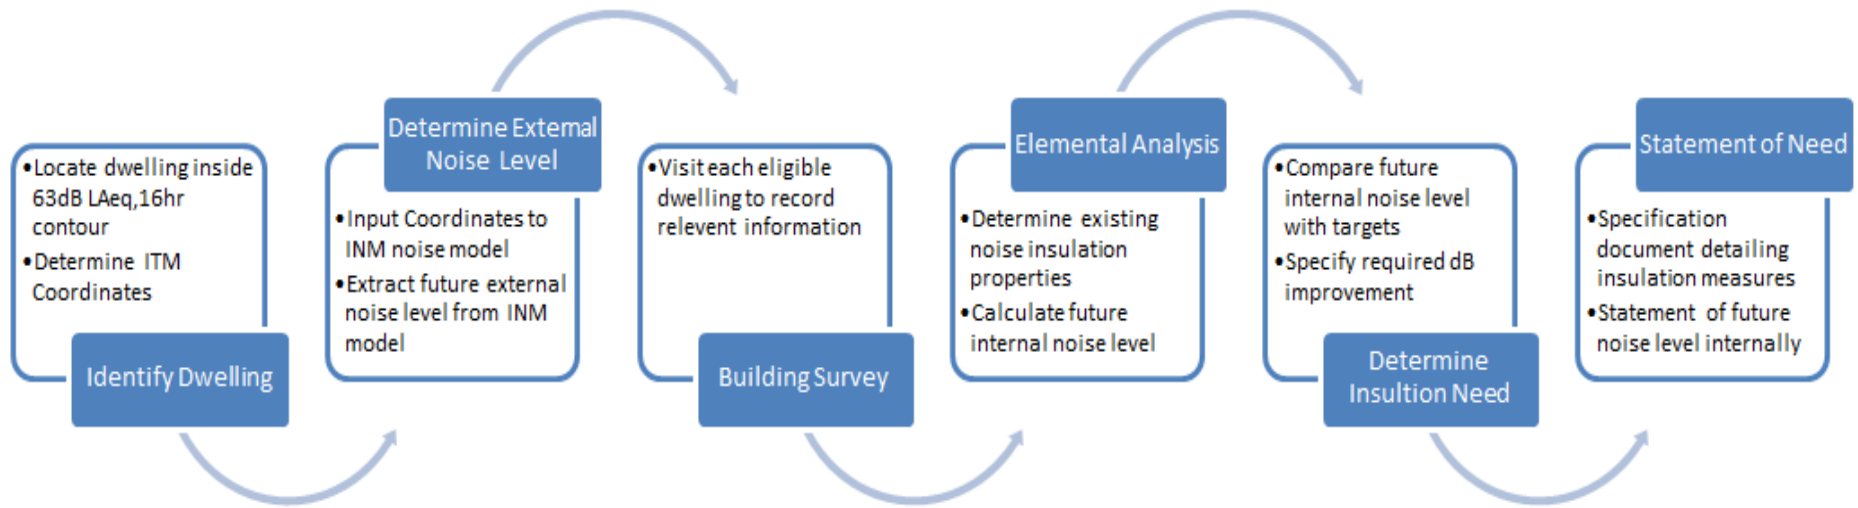 •Locate dwelling inside
63dB LAeq,16hr
contour
•Determine ITM
Coordinates
Identify Dwelling
Determine External
Noise Level
•Input Coordinates to
INM noise model
•Extract future external
noise level from INM
model
•Visit each eligible
dwelling to record
relevent information
Building Survey
Elemental Analysis
•Determine existing
noise insulation
properties
•Calculate future
internal noise level
•Compare future
internal noise level
with targets
•Specify required dB
improvement
Determine
Insultion Need
Statement of Need
•Specification
document detailing
insulation measures
•Statement of future
noise level internally